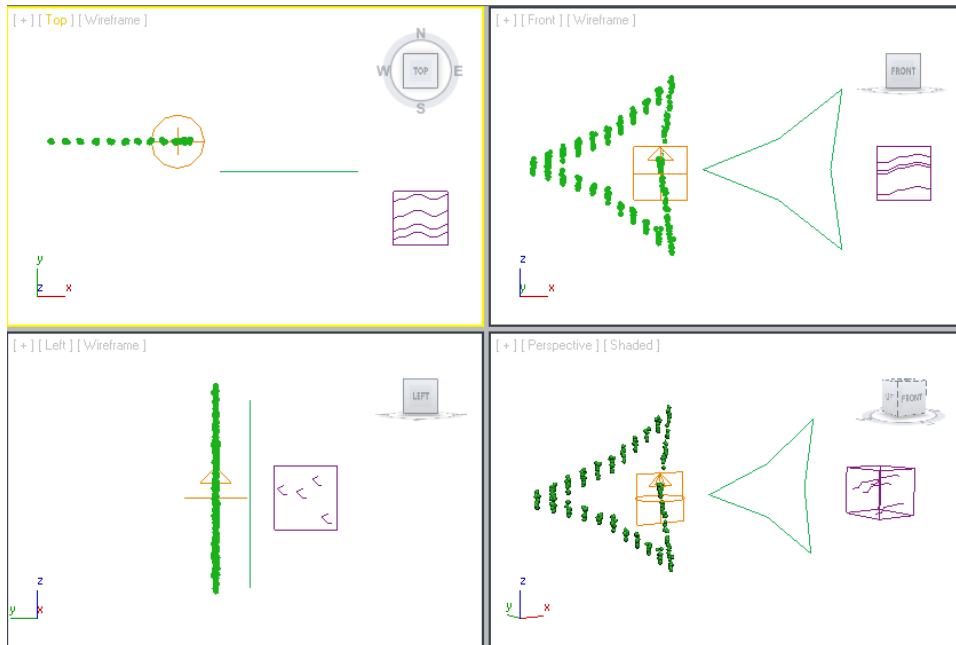 [ + ] [ Top ] [ Wireframe ]
N
W TOP E
S
y
z x
[ + ] [ Front ] [ Wireframe ]
FRONT
z
y x
[ + ] [ Left ] [ Wireframe ]
LEFT
z
y x
[ + ] [ Perspective ] [ Shaded ]
FRONT
z
y x